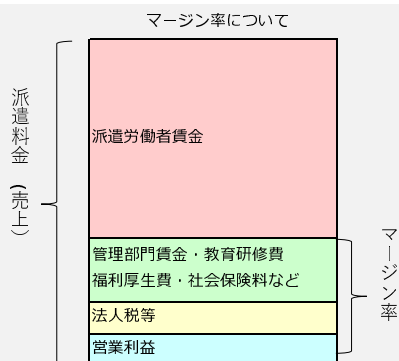 マージン率について
派遣料金（売上）
派遣労働者賃金
管理部門賃金・教育研修費
福利厚生費・社会保険料など
法人税等
営業利益
マージン率